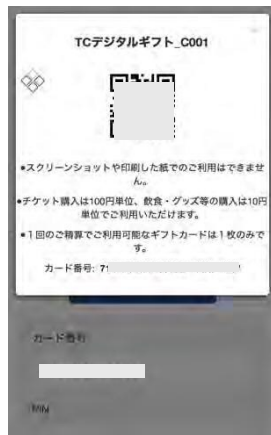 TCデジタルギフト_C001
●スクリーンショットや印刷した紙でのご利用はできませ
ん。
●チケット購入は100円単位、飲食・グッズ等の購入は10円
単位でご利用いただけます。
●1回のご精算でご利用可能なギフトカードは1枚のみで
す。
カード番号: 71
カード番号
PIN